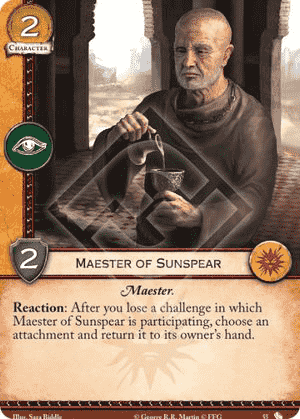 2
CHARACTER
2
MAESTER OF SUNSPEAR
Maester.
Reaction: After you lose a challenge in which
Maester of Sunspear is participating, choose an
attachment and return it to its owner's hand.
Illus. Sara Biddle © George R.R. Martin © FFG 55